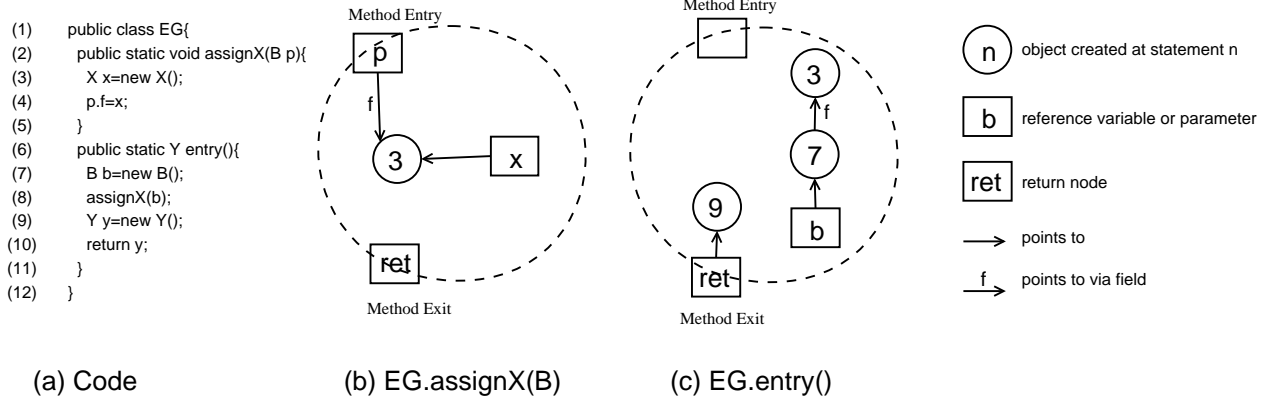 (1) public class EG{
(2) public static void assignX(B p){
(3) X x=new X();
(4) p.f=x;
(5) }
(6) public static Y entry(){
(7) B b=new B();
(8) assignX(b);
(9) Y y=new Y();
(10) return y;
(11) }
(12) }
(a) Code
Method Entry
p
f
3
x
ret
Method Exit
(b) EG.assignX(B)
Method Entry
3
f
7
9
b
ret
Method Exit
(c) EG.entry()
n object created at statement n
b reference variable or parameter
ret return node
points to
f points to via field